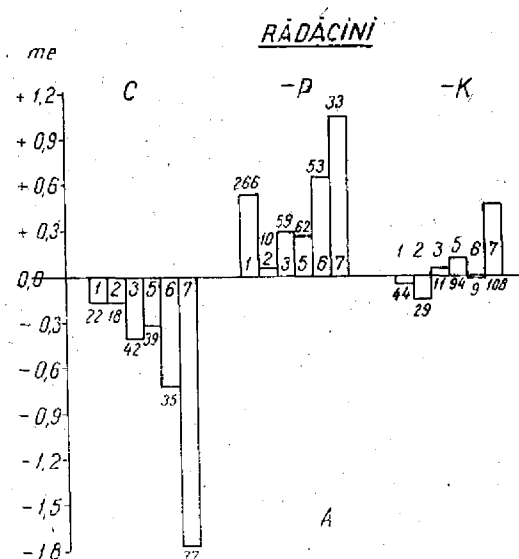 RĂDĂCINI
me
C -P -K
+ 1,2
+ 0,9
+ 0,6
+ 0,3
0,0
- 0,3
- 0,6
- 0,9
- 1,2
- 1,5
- 1,8
1 2 3 5 6 7
22 18 42 39 35 77
266 10 59 62 53 33
1 2 3 5 6 7
1 2 3 5 6 7
44 29 11 94 9 108
A